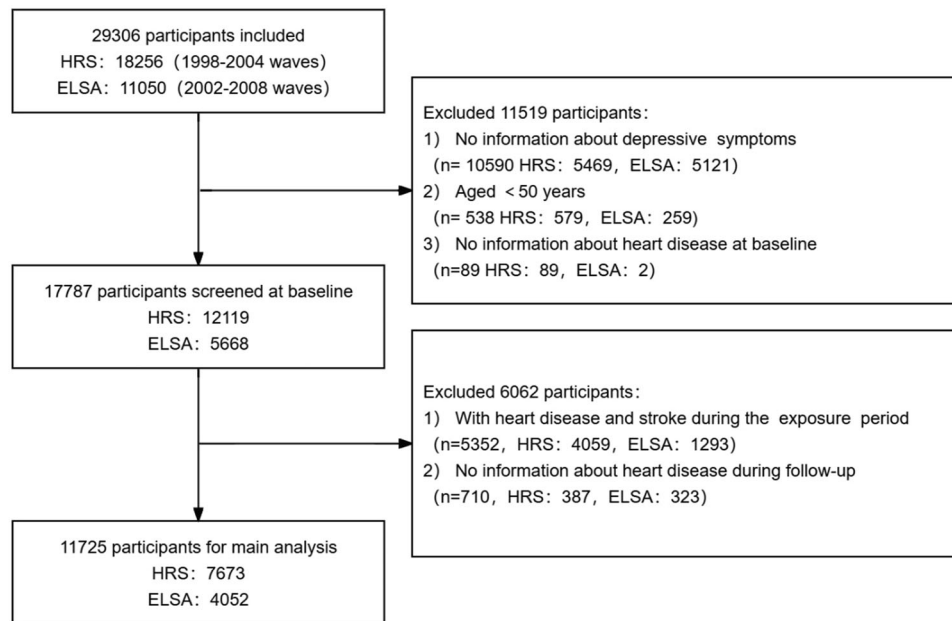 29306 participants included
HRS: 18256 (1998-2004 waves)
ELSA: 11050 (2002-2008 waves)
Excluded 11519 participants:
1) No information about depressive symptoms
(n= 10590 HRS: 5469, ELSA: 5121)
2) Aged < 50 years
(n= 538 HRS: 579, ELSA: 259)
3) No information about heart disease at baseline
(n=89 HRS: 89, ELSA: 2)
17787 participants screened at baseline
HRS: 12119
ELSA: 5668
Excluded 6062 participants:
1) With heart disease and stroke during the exposure period
(n=5352, HRS: 4059, ELSA: 1293)
2) No information about heart disease during follow-up
(n=710, HRS: 387, ELSA: 323)
11725 participants for main analysis
HRS: 7673
ELSA: 4052